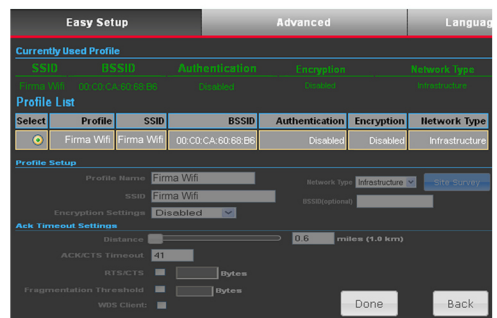 Easy Setup Advanced Languag
Currently Used Profile
SSID BSSID Authentication Encryption Network Type
Firma Wifi 00:C0:CA:60:68:B6 Disabled Disabled Infrastructure
Profile List
Select Profile SSID BSSID Authentication Encryption Network Type
Firma Wifi Firma Wifi 00:C0:CA:60:68:B6 Disabled Disabled Infrastructure
Profile Setup
Profile Name Firma Wifi Network Type Infrastructure Site Survey
SSID Firma Wifi BSSID(optional)
Encryption Settings Disabled
Ack Timeout Settings
Distance 0.6 miles (1.0 km)
ACK/CTS Timeout 41
RTS/CTS Bytes
Fragmentation Threshold Bytes
WDS Client:
Done Back